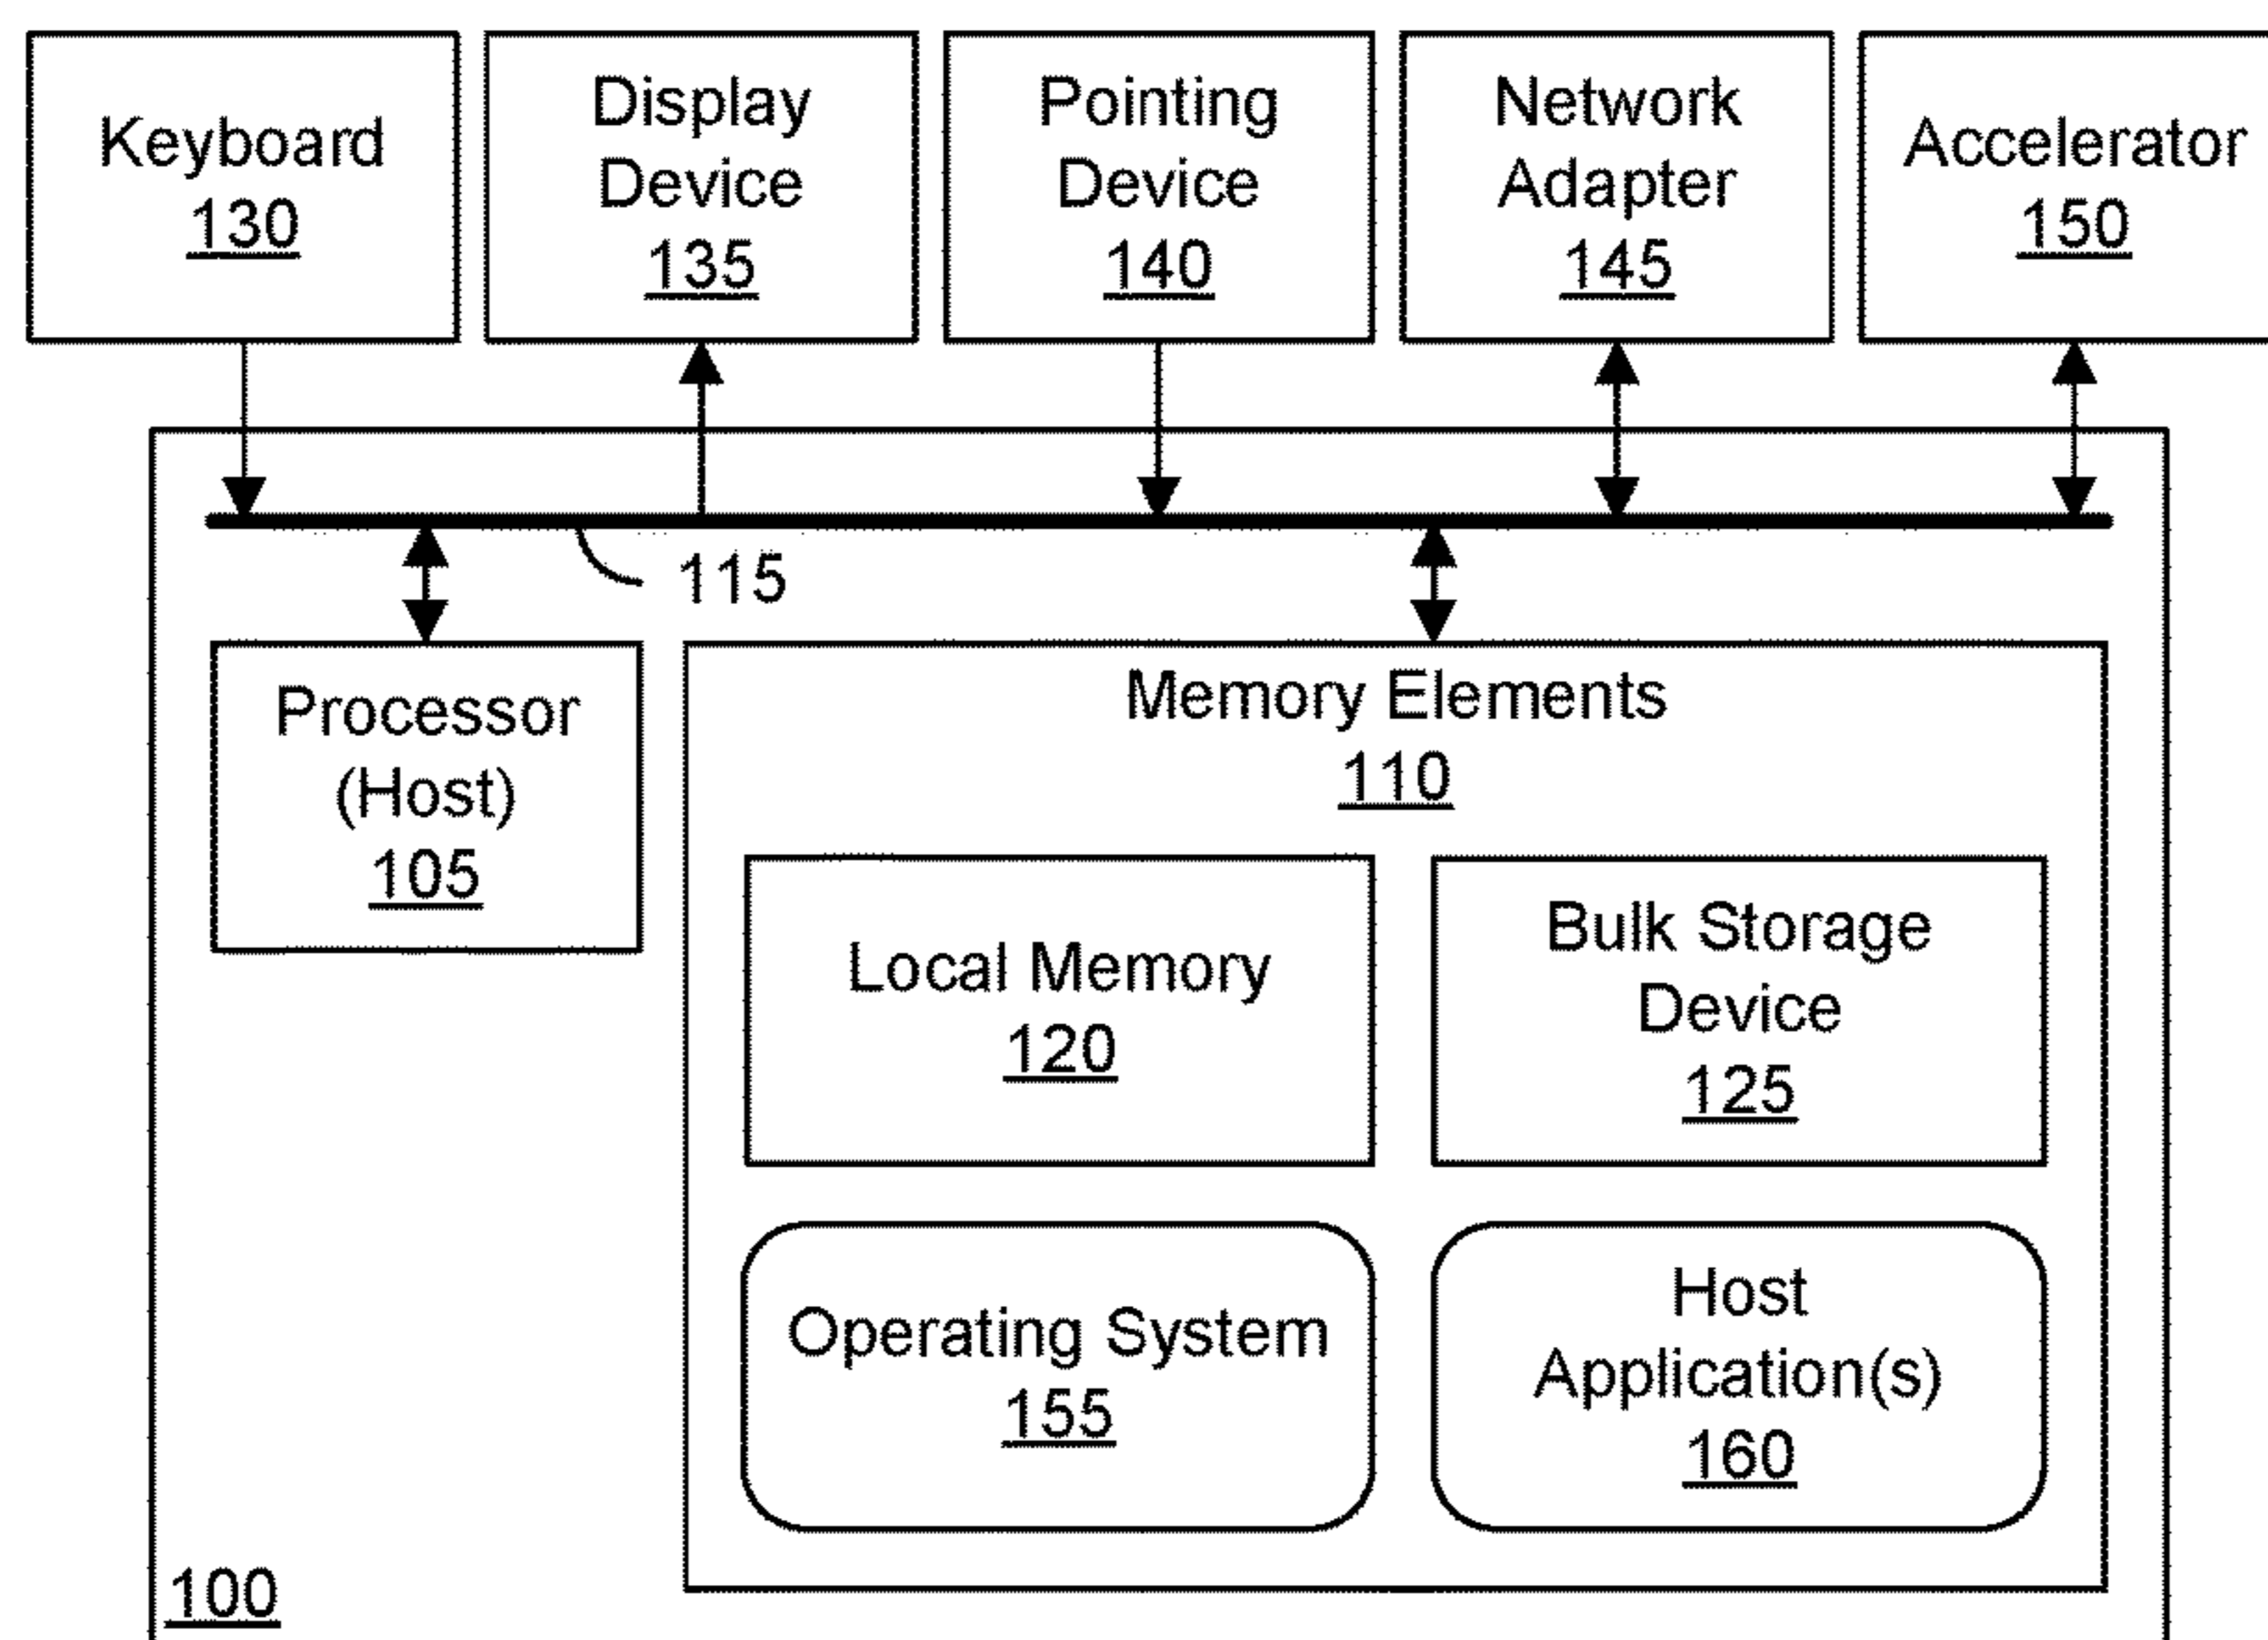 Keyboard
130
Display
Device
135
Pointing
Device
140
Network
Adapter
145
Accelerator
150
115
Processor
(Host)
105
Memory Elements
110
Local Memory
120
Bulk Storage
Device
125
Operating System
155
Host
Application(s)
160
100